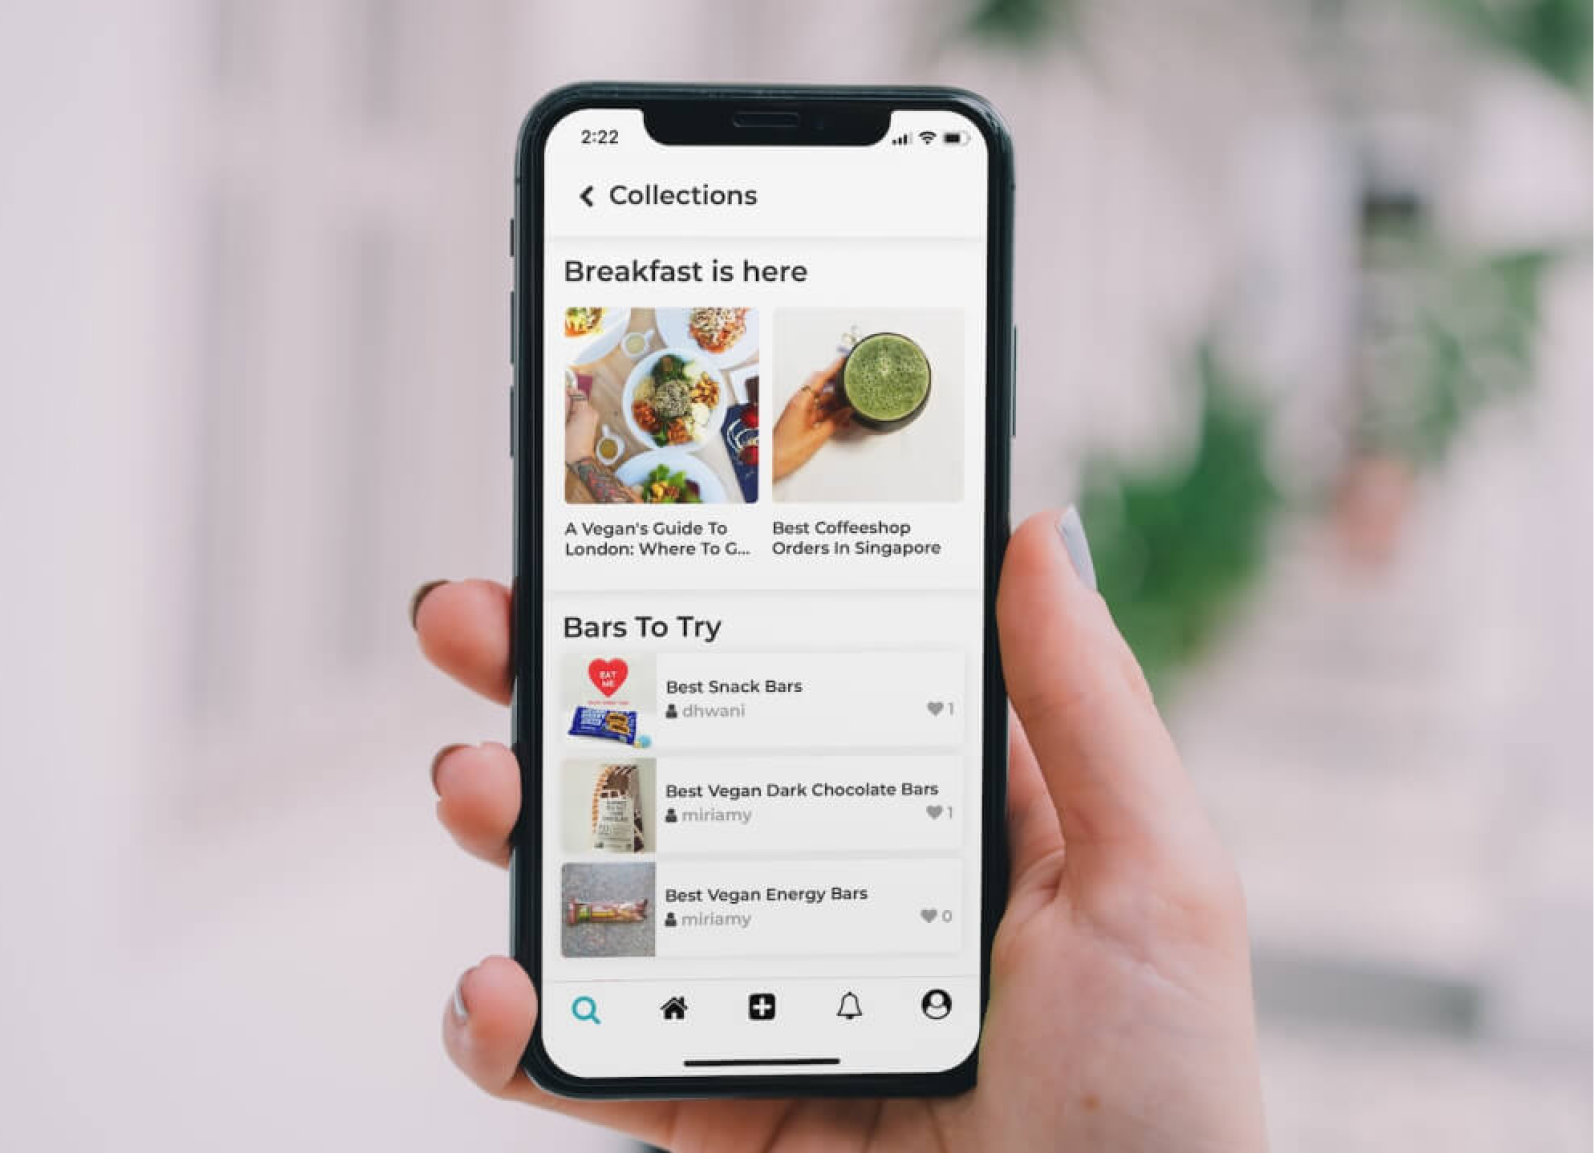 2:22
Collections
Breakfast is here
A Vegan's Guide To
London: Where To G...
Best Coffeeshop
Orders In Singapore
Bars To Try
EAT
ME
Best Snack Bars
dhwani
1
Best Vegan Dark Chocolate Bars
miriamy
1
Best Vegan Energy Bars
miriamy
0